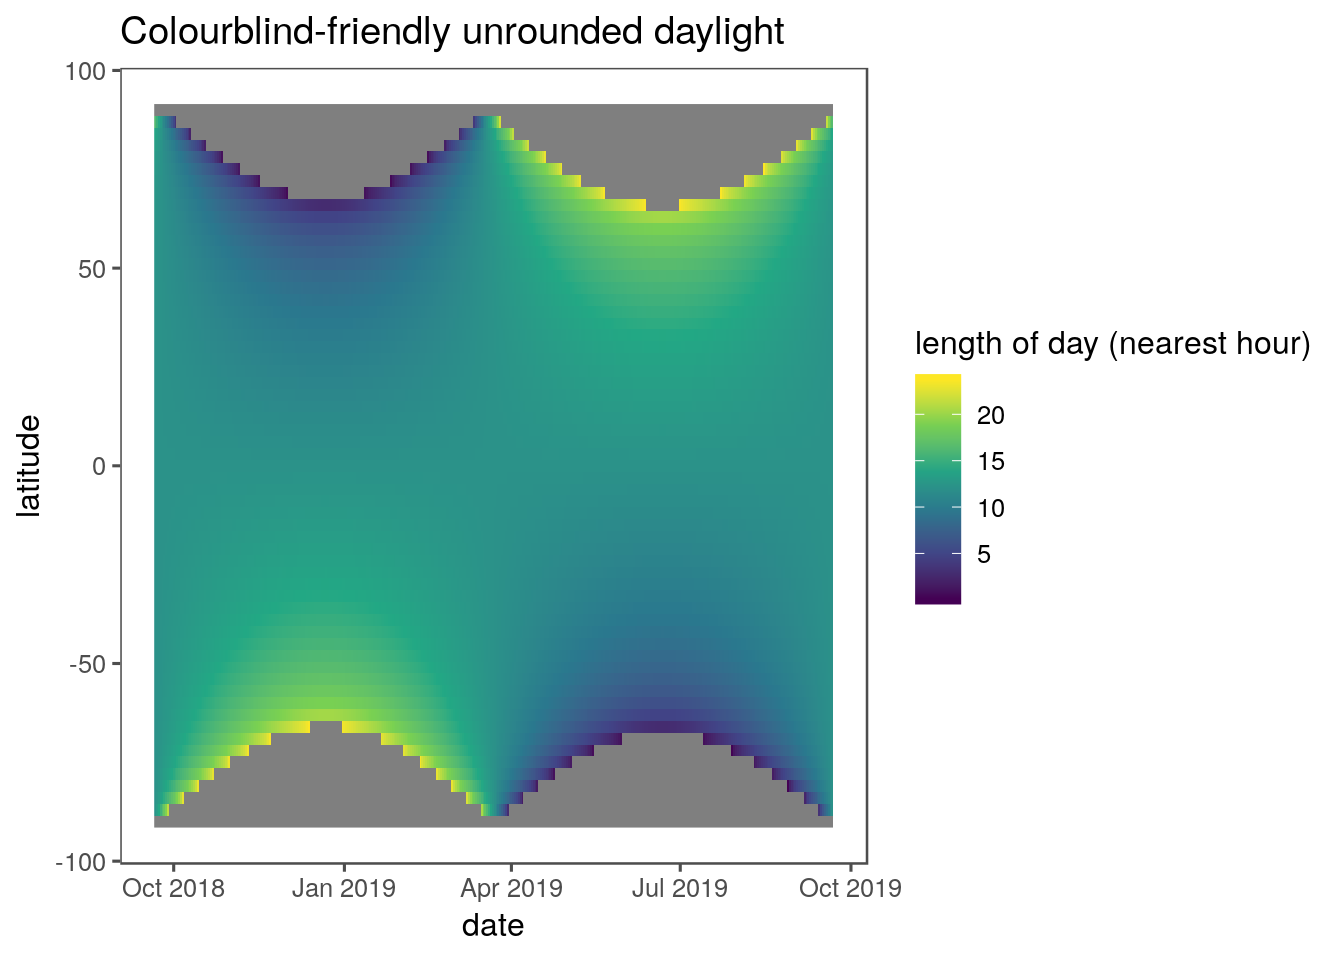 Colourblind-friendly unrounded daylight
100
50
0
-50
-100
latitude
Oct 2018 Jan 2019 Apr 2019 Jul 2019 Oct 2019
date
length of day (nearest hour)
20
15
10
5